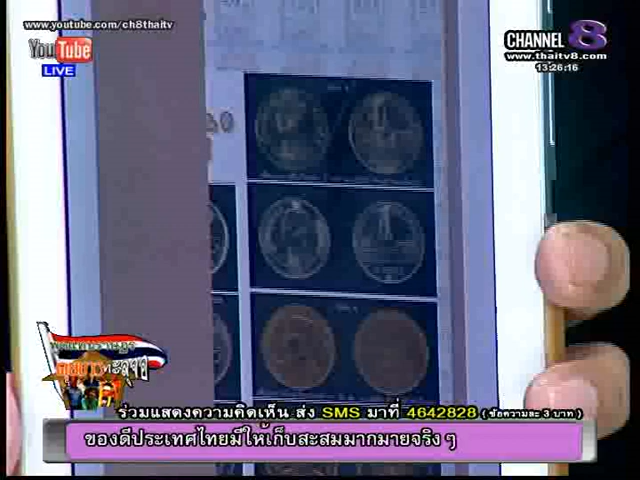 www.youtube.com/ch8thaitv
YouTube
LIVE
CHANNEL 8
www.thaitv8.com
13:26:16
ร่วมแสดงความคิดเห็น ส่ง SMS มาที่ 4642828 ( ข้อความละ 3 บาท )
ของดีประเทศไทยมีให้เก็บสะสมมากมายจริง ๆ